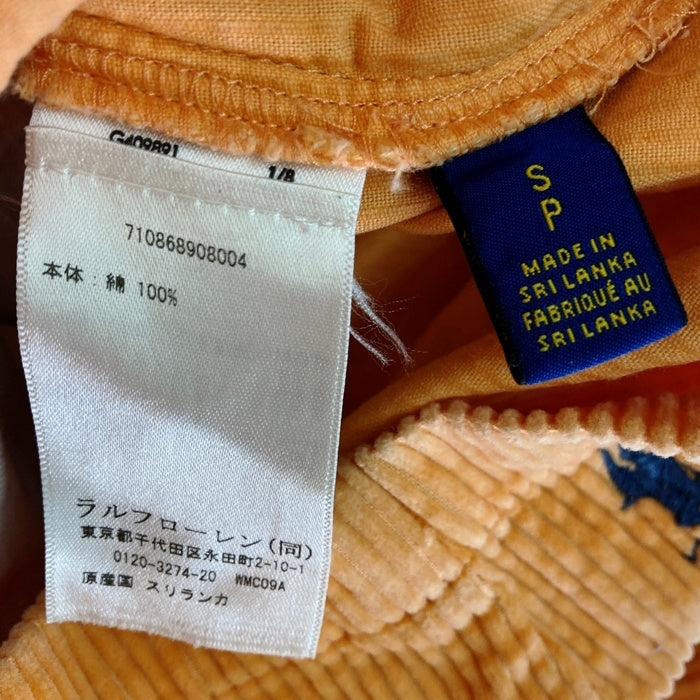 G409891 1/8
710868908004
本体:綿 100%
ラルフローレン(同)
東京都千代田区永田町2-10-1
0120-3274-20 WMC09A
原産国 スリランカ
S
P
MADE IN
SRI LANKA
FABRIQUÉ AU
SRI LANKA